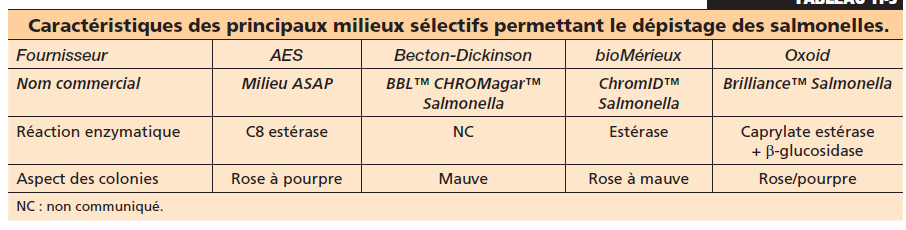 TABLEAU 11-5
Caractéristiques des principaux milieux sélectifs permettant le dépistage des salmonelles.
Fournisseur AES Becton-Dickinson bioMérieux Oxoid
Nom commercial Milieu ASAP BBL™ CHROMagar™ ChromID™ Brilliance™ Salmonella
Salmonella Salmonella
Réaction enzymatique C8 estérase NC Estérase Caprylate estérase
+ β-glucosidase
Aspect des colonies Rose à pourpre Mauve Rose à mauve Rose/pourpre
NC : non communiqué.